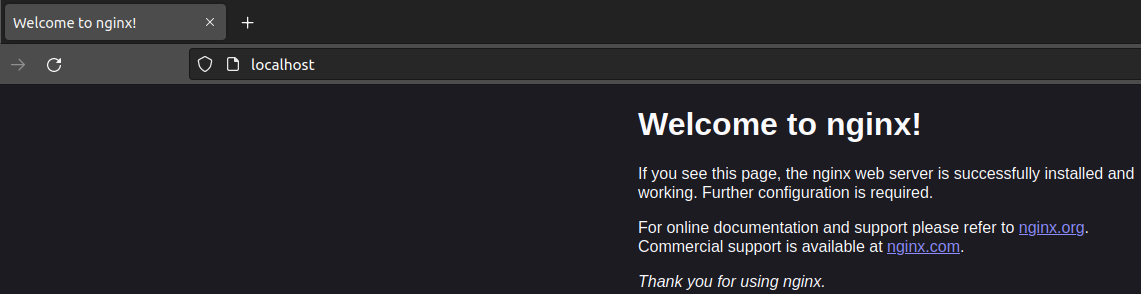 Welcome to nginx!
localhost
Welcome to nginx!
If you see this page, the nginx web server is successfully installed and
working. Further configuration is required.
For online documentation and support please refer to nginx.org.
Commercial support is available at nginx.com.
Thank you for using nginx.